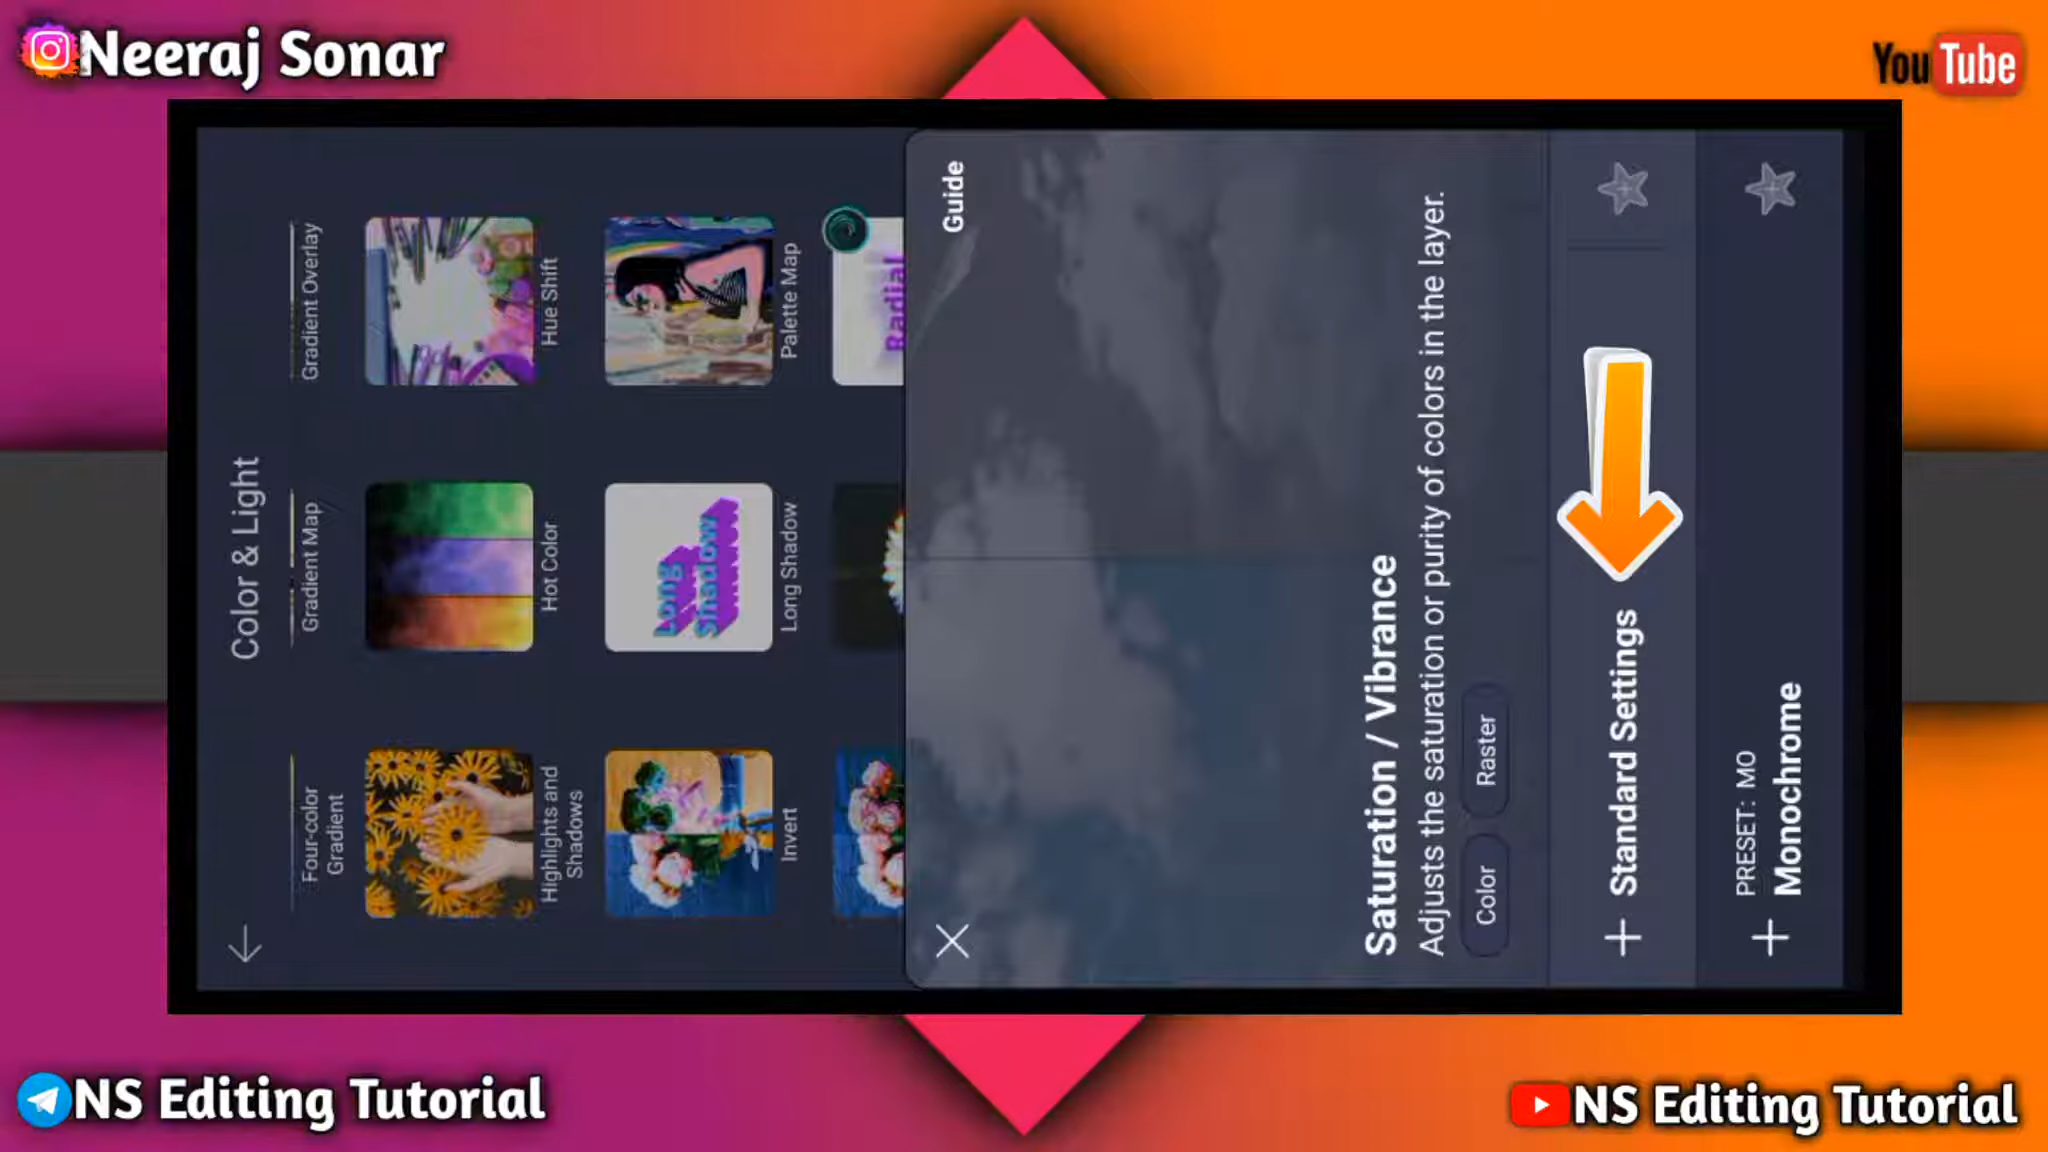 Neeraj Sonar
YouTube
Color & Light
Four-color
Gradient
Gradient Map
Gradient Overlay
Highlights and
Shadows
Hot Color
Hue Shift
Invert
Long
Shadow
Long Shadow
Palette Map
Radial
Guide
Saturation / Vibrance
Adjusts the saturation or purity of colors in the layer.
Color
Raster
Standard Settings
PRESET: MO
Monochrome
NS Editing Tutorial
NS Editing Tutorial